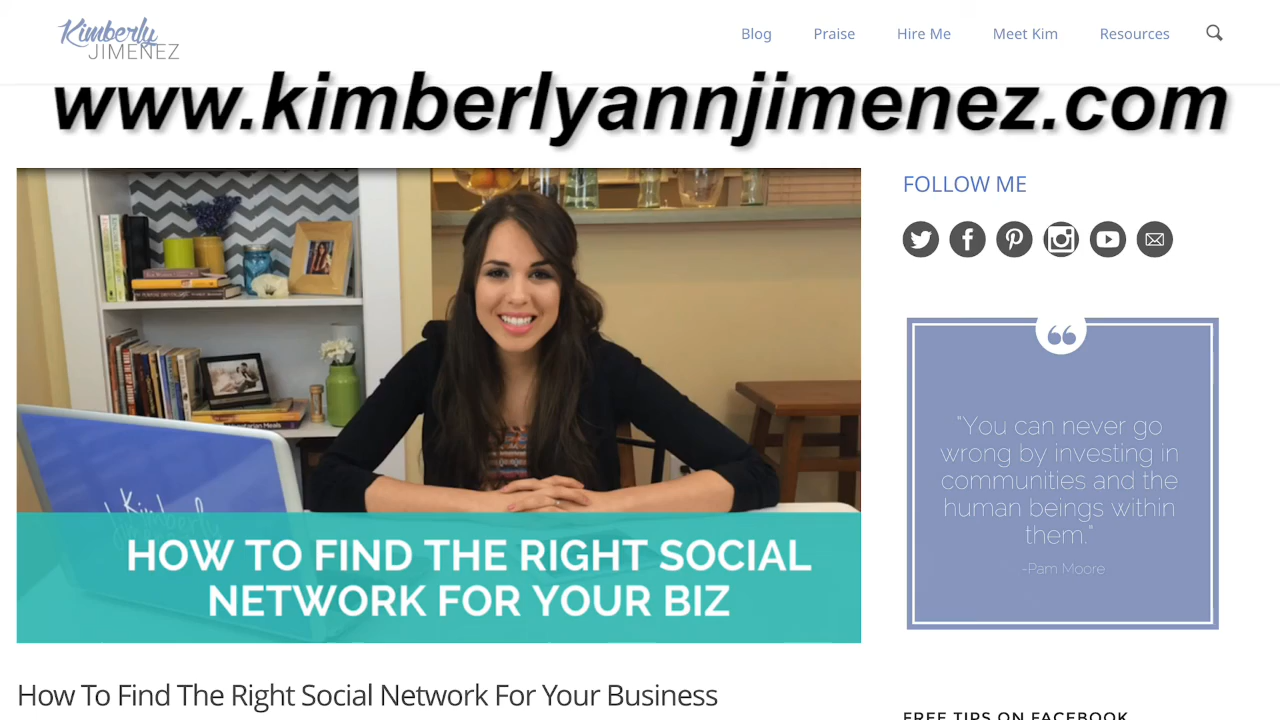 Kimberly
JIMENEZ
Blog
Praise
Hire Me
Meet Kim
Resources
www.kimberlyannjimenez.com
FOLLOW ME
HOW TO FIND THE RIGHT SOCIAL
NETWORK FOR YOUR BIZ
Kimberly
"You can never go
wrong by investing in
communities and the
human beings within
them."
-Pam Moore
How To Find The Right Social Network For Your Business
FREE TIPS ON FACEBOOK